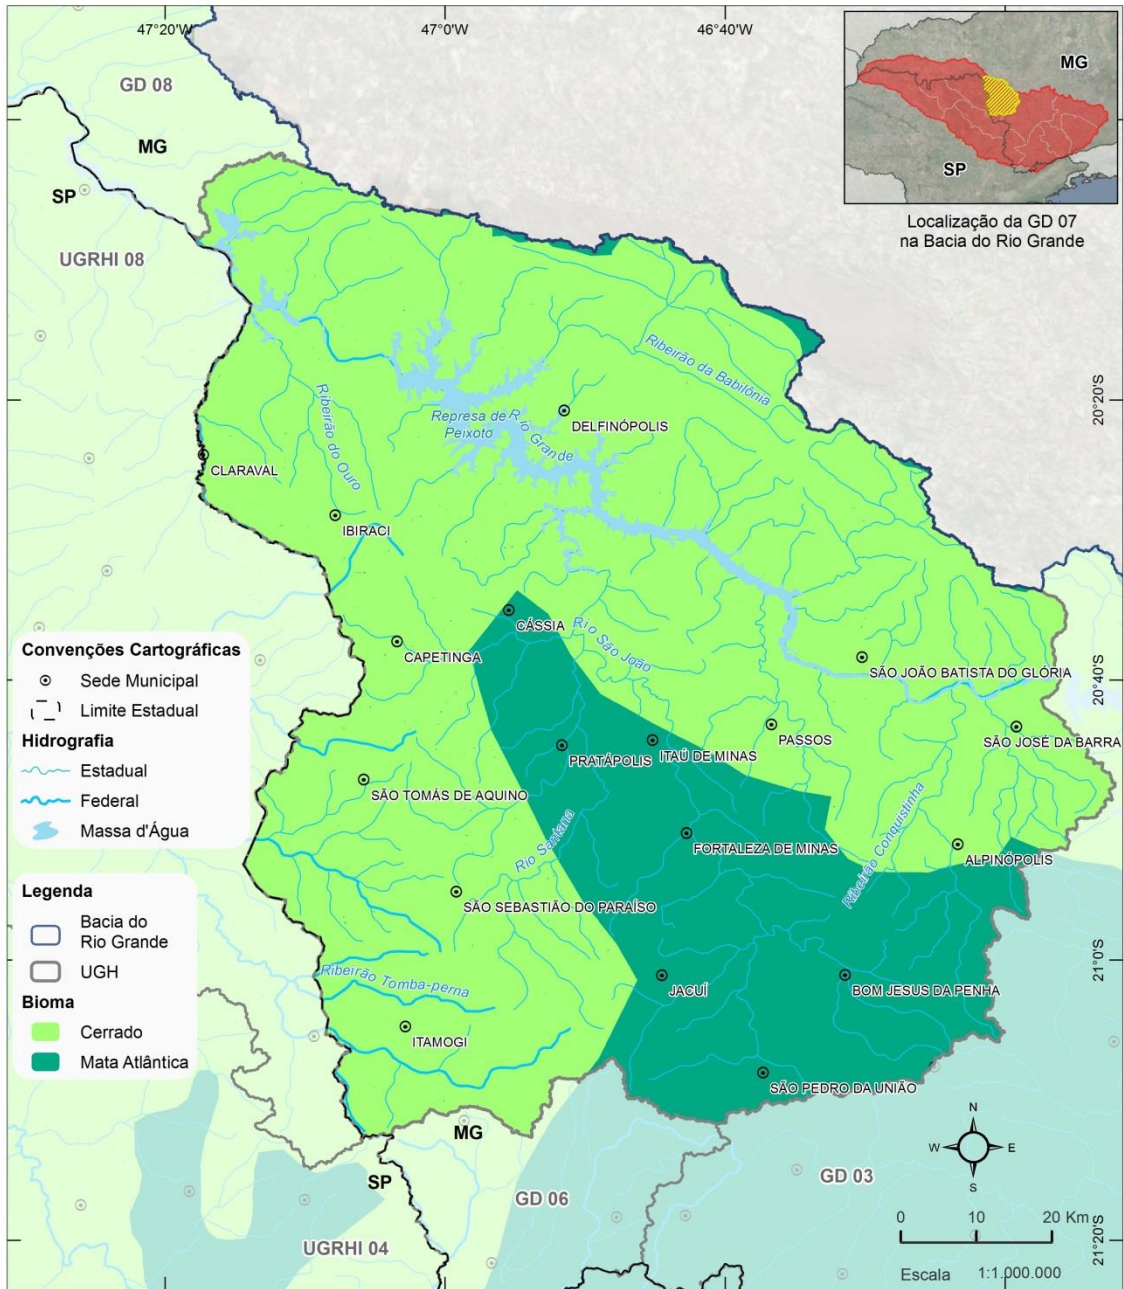 47°20'W
47°0'W
46°40'W
GD 08
MG
SP
UGRHI 08
MG
SP
Localização da GD 07
na Bacia do Rio Grande
20°20'S
20°40'S
21°0'S
21°20'S
Ribeirão da Babilônia
Ribeirão do Ouro
Represa de
Peixoto
Rio Grande
DELFINÓPOLIS
CLARAVAL
IBIRACI
CÁSSIA
CAPETINGA
Rio São João
SÃO JOÃO BATISTA DO GLÓRIA
PASSOS
SÃO JOSÉ DA BARRA
ITAÚ DE MINAS
PRATÁPOLIS
SÃO TOMÁS DE AQUINO
Rio Santana
FORTALEZA DE MINAS
Ribeirão Conquistinha
ALPINÓPOLIS
SÃO SEBASTIÃO DO PARAÍSO
Ribeirão Tomba-perna
JACUÍ
BOM JESUS DA PENHA
ITAMOGI
SÃO PEDRO DA UNIÃO
MG
SP
GD 06
GD 03
UGRHI 04
Convenções Cartográficas
Sede Municipal
Limite Estadual
Hidrografia
Estadual
Federal
Massa d'Água
Legenda
Bacia do
Rio Grande
UGH
Bioma
Cerrado
Mata Atlântica
N
W
E
S
0 10 20 Km
Escala 1:1.000.000